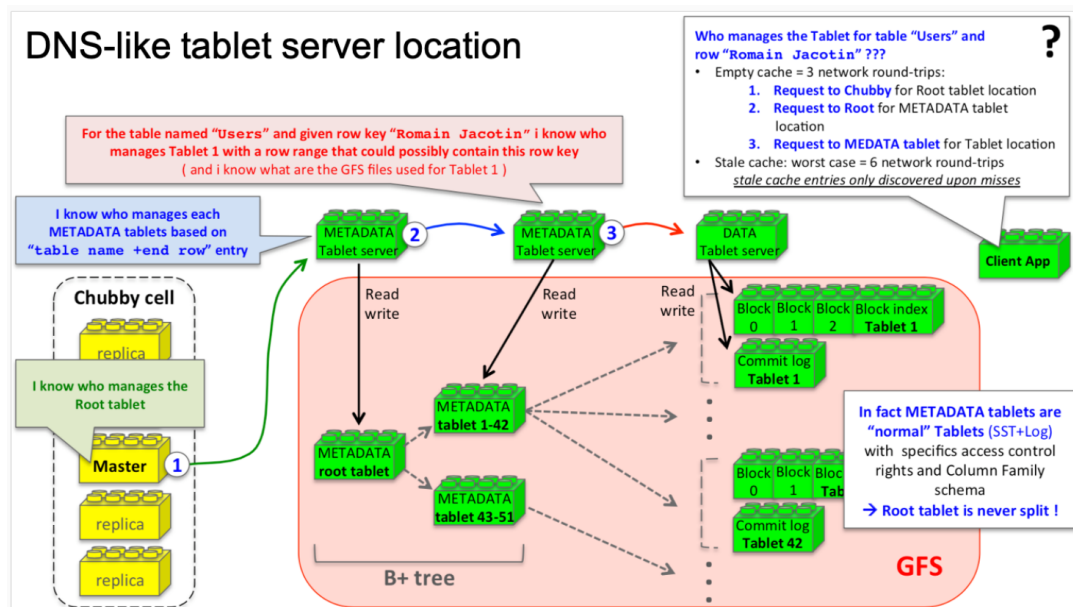 DNS-like tablet server location
Who manages the Tablet for table “Users” and
row “Romain Jacotin” ???
?
• Empty cache = 3 network round-trips:
1. Request to Chubby for Root tablet location
2. Request to Root for METADATA tablet
location
3. Request to MEDATA tablet for Tablet location
• Stale cache: worst case = 6 network round-trips
stale cache entries only discovered upon misses
For the table named “Users” and given row key “Romain Jacotin” i know who
manages Tablet 1 with a row range that could possibly contain this row key
( and i know what are the GFS files used for Tablet 1 )
I know who manages each
METADATA tablets based on
“table name +end row” entry
METADATA
Tablet server
2
METADATA
Tablet server
3
DATA
Tablet server
Client App
Chubby cell
replica
I know who manages the
Root tablet
Master
1
replica
replica
Read
write
Read
write
Read
write
Block
0
Block
1
Block
2
Block index
Tablet 1
Commit log
Tablet 1
METADATA
root tablet
METADATA
tablet 1-42
METADATA
tablet 43-51
B+ tree
Block
0
Block
1
Commit log
Tablet 42
GFS
In fact METADATA tablets are
“normal” Tablets (SST+Log)
with specifics access control
rights and Column Family
schema
→ Root tablet is never split !